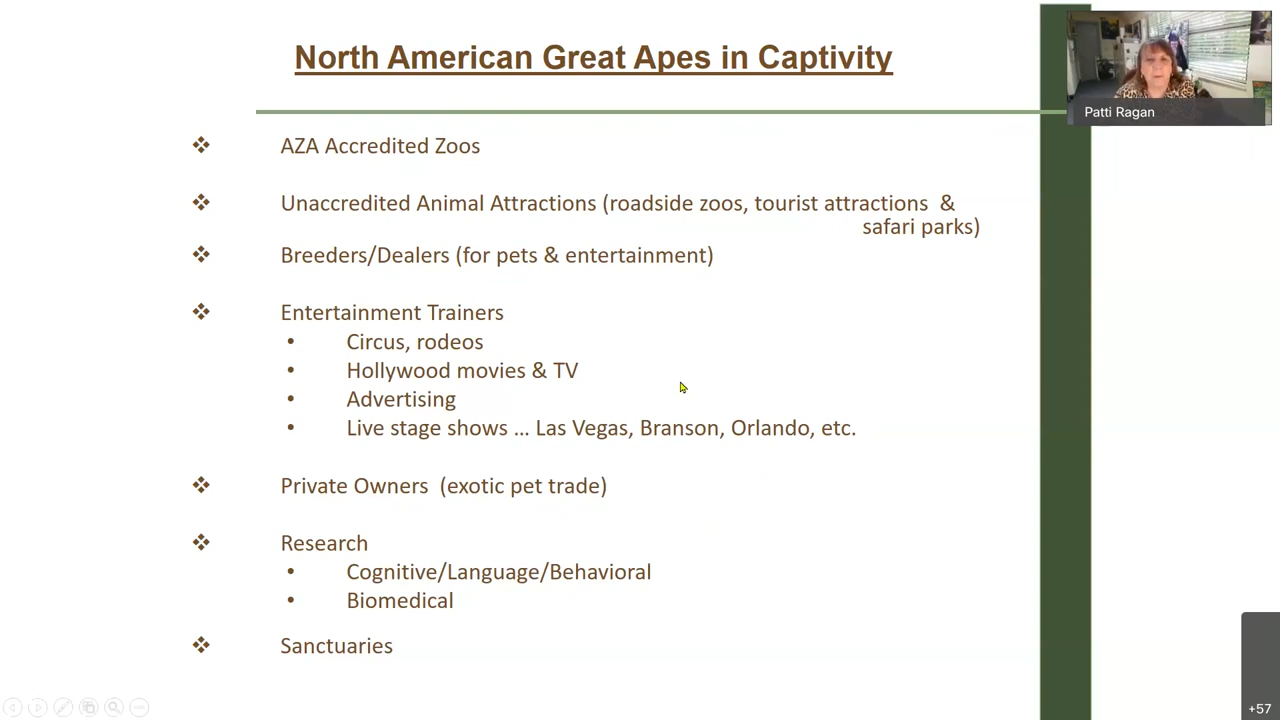 North American Great Apes in Captivity
Patti Ragan
❖ AZA Accredited Zoos
❖ Unaccredited Animal Attractions (roadside zoos, tourist attractions &
safari parks)
❖ Breeders/Dealers (for pets & entertainment)
❖ Entertainment Trainers
• Circus, rodeos
• Hollywood movies & TV
• Advertising
• Live stage shows ... Las Vegas, Branson, Orlando, etc.
❖ Private Owners (exotic pet trade)
❖ Research
• Cognitive/Language/Behavioral
• Biomedical
❖ Sanctuaries
+57